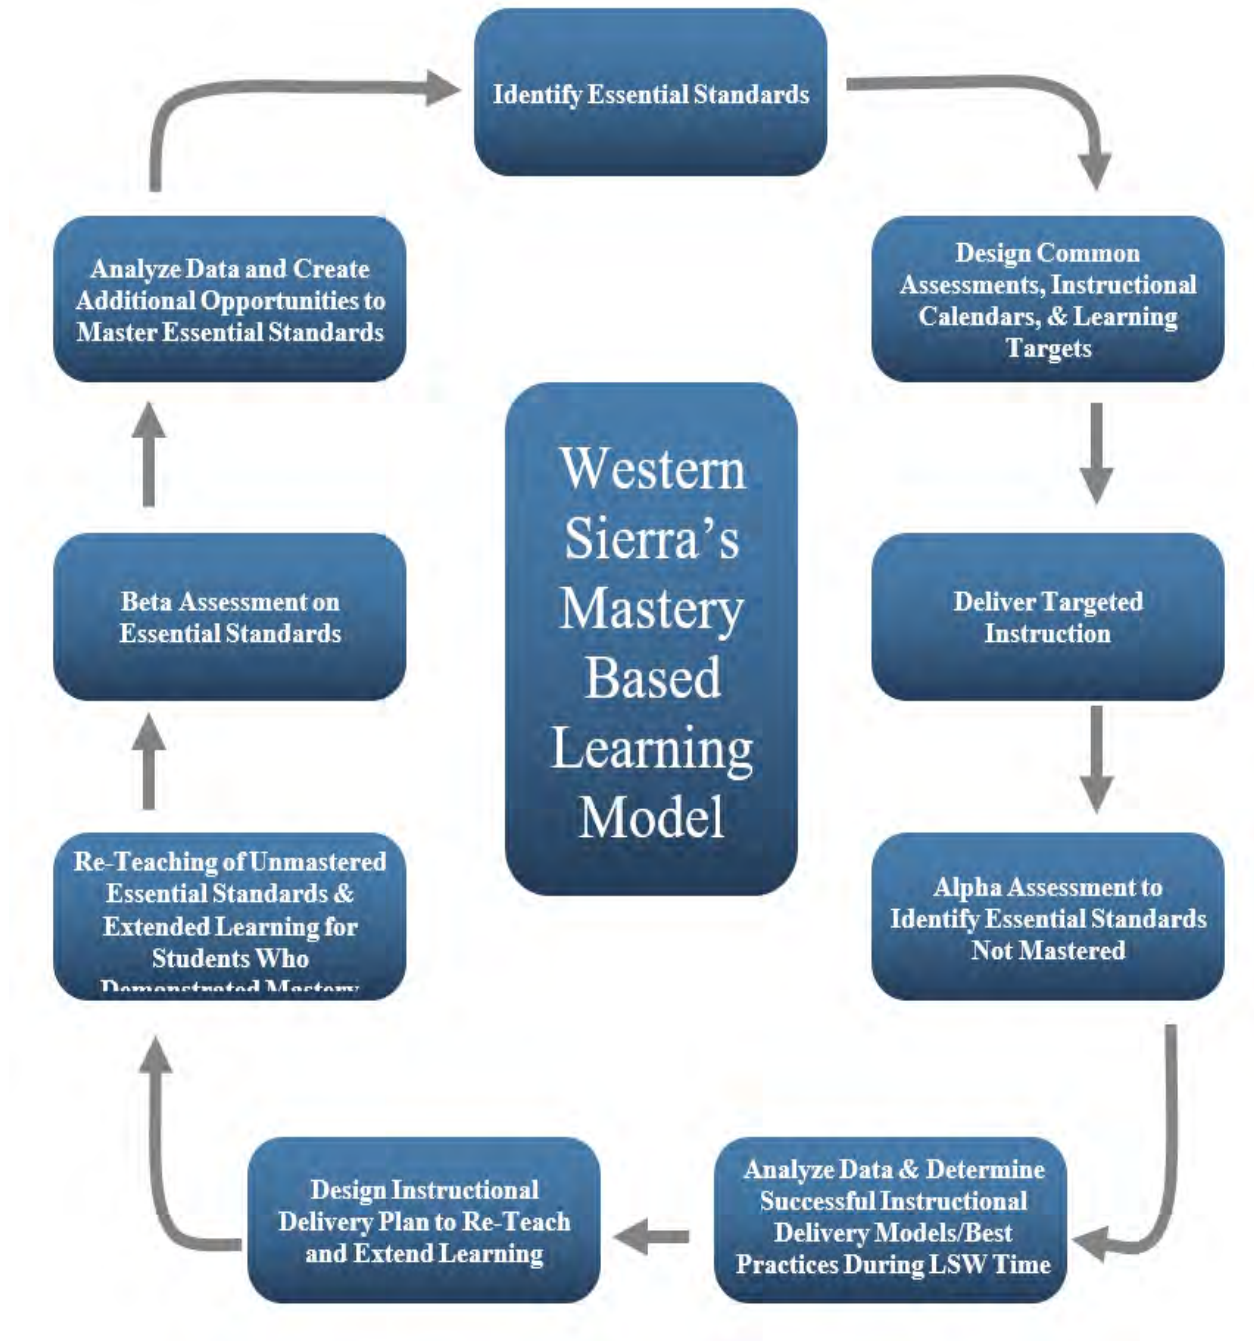 Identify Essential Standards
Design Common
Assessments, Instructional
Calendars, & Learning
Targets
Deliver Targeted
Instruction
Alpha Assessment to
Identify Essential Standards
Not Mastered
Analyze Data & Determine
Successful Instructional
Delivery Models/Best
Practices During LSW Time
Design Instructional
Delivery Plan to Re-Teach
and Extend Learning
Re-Teaching of Unmastered
Essential Standards &
Extended Learning for
Students Who
Demonstrated Mastery
Beta Assessment on
Essential Standards
Analyze Data and Create
Additional Opportunities to
Master Essential Standards
Western
Sierra’s
Mastery
Based
Learning
Model